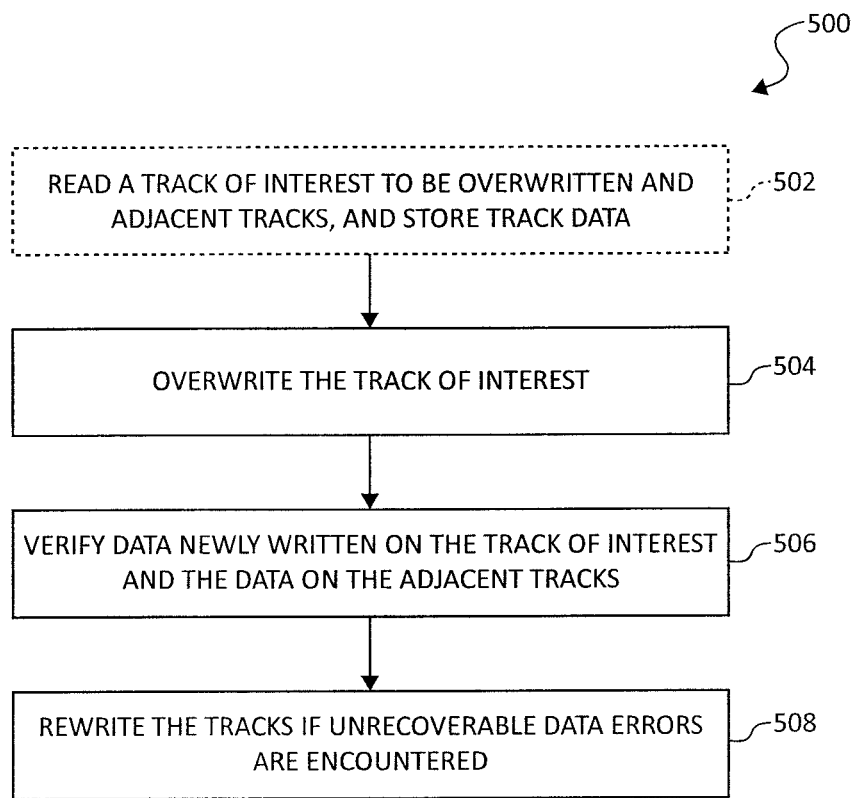 500
READ A TRACK OF INTEREST TO BE OVERWRITTEN AND
ADJACENT TRACKS, AND STORE TRACK DATA
502
OVERWRITE THE TRACK OF INTEREST
504
VERIFY DATA NEWLY WRITTEN ON THE TRACK OF INTEREST
AND THE DATA ON THE ADJACENT TRACKS
506
REWRITE THE TRACKS IF UNRECOVERABLE DATA ERRORS
ARE ENCOUNTERED
508